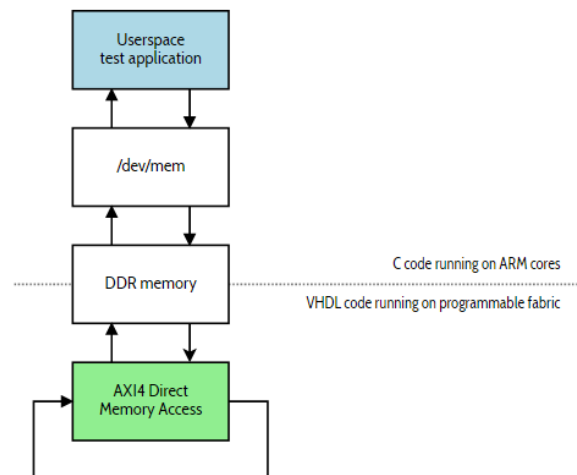 Userspace
test application
/dev/mem
C code running on ARM cores
DDR memory
VHDL code running on programmable fabric
AXI4 Direct
Memory Access